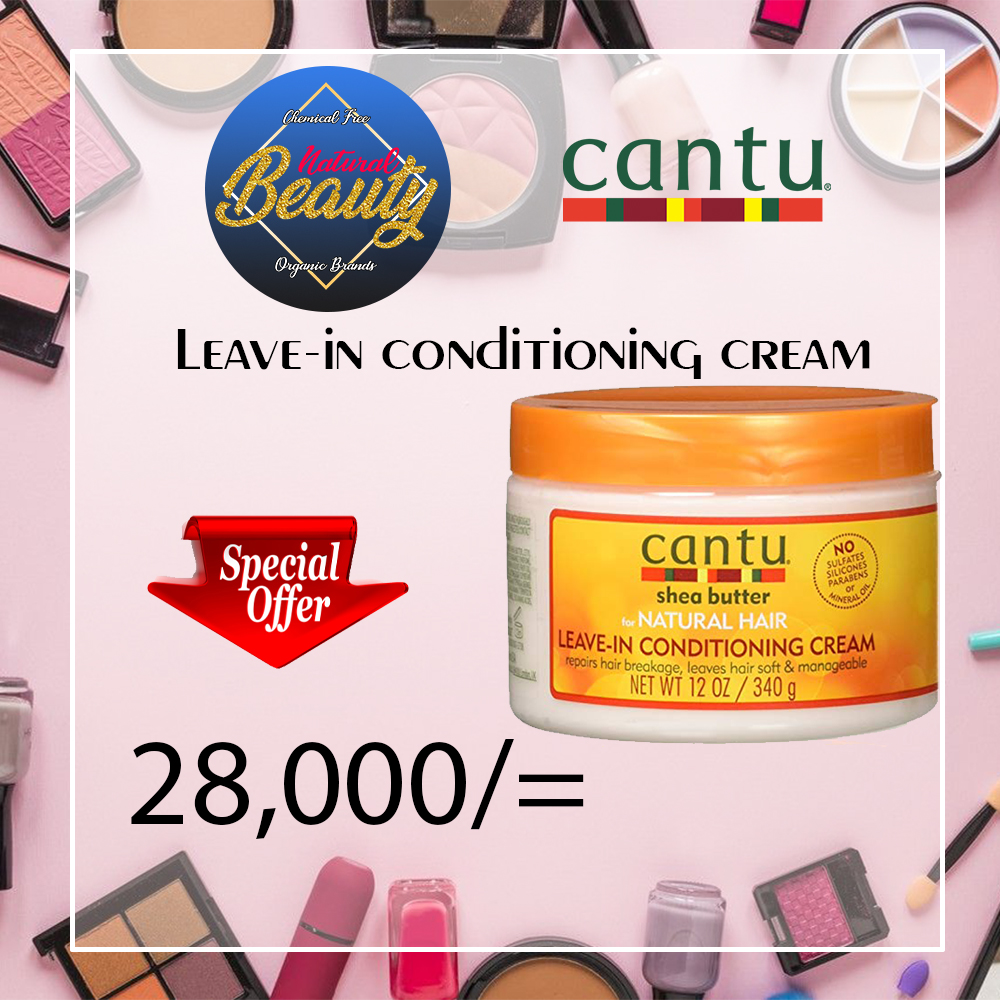 Chemical Free
Natural
Beauty
Organic Brands
cantu®
LEAVE-iN CONdiTiONiNG CREAM
Special
Offer
cantu®
shea butter
for NATURAL HAIR
LEAVE-IN CONDITIONING CREAM
repairs hair breakage, leaves hair soft & manageable
NET WT 12 OZ / 340 g
NO
SULFATES
SILICONES
PARABENS
or
MINERAL OIL
28,000/=